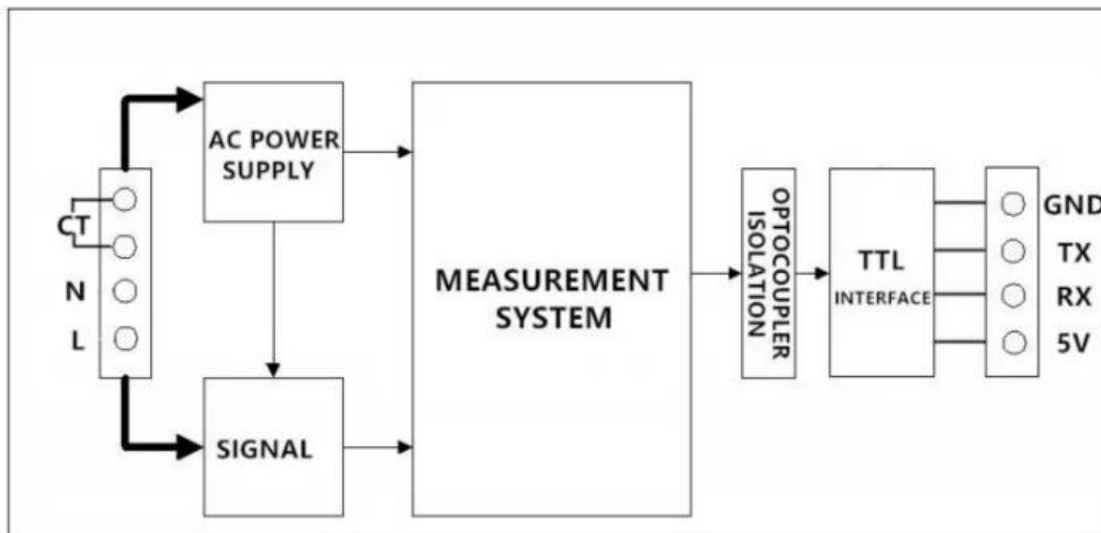 AC POWER
SUPPLY
CT
N
L
SIGNAL
MEASUREMENT
SYSTEM
OPTOCOUPLER
ISOLATION
TTL
INTERFACE
GND
TX
RX
5V